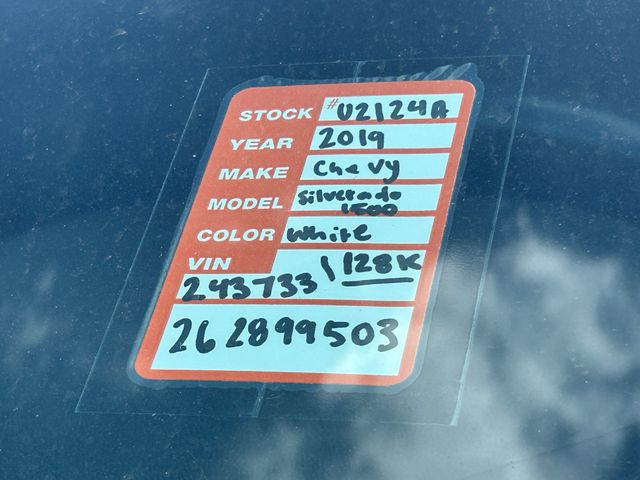 STOCK #U2124A
YEAR 2019
MAKE Chevy
MODEL Silverado
1500
COLOR White
VIN
243733 \ 128K
262899503